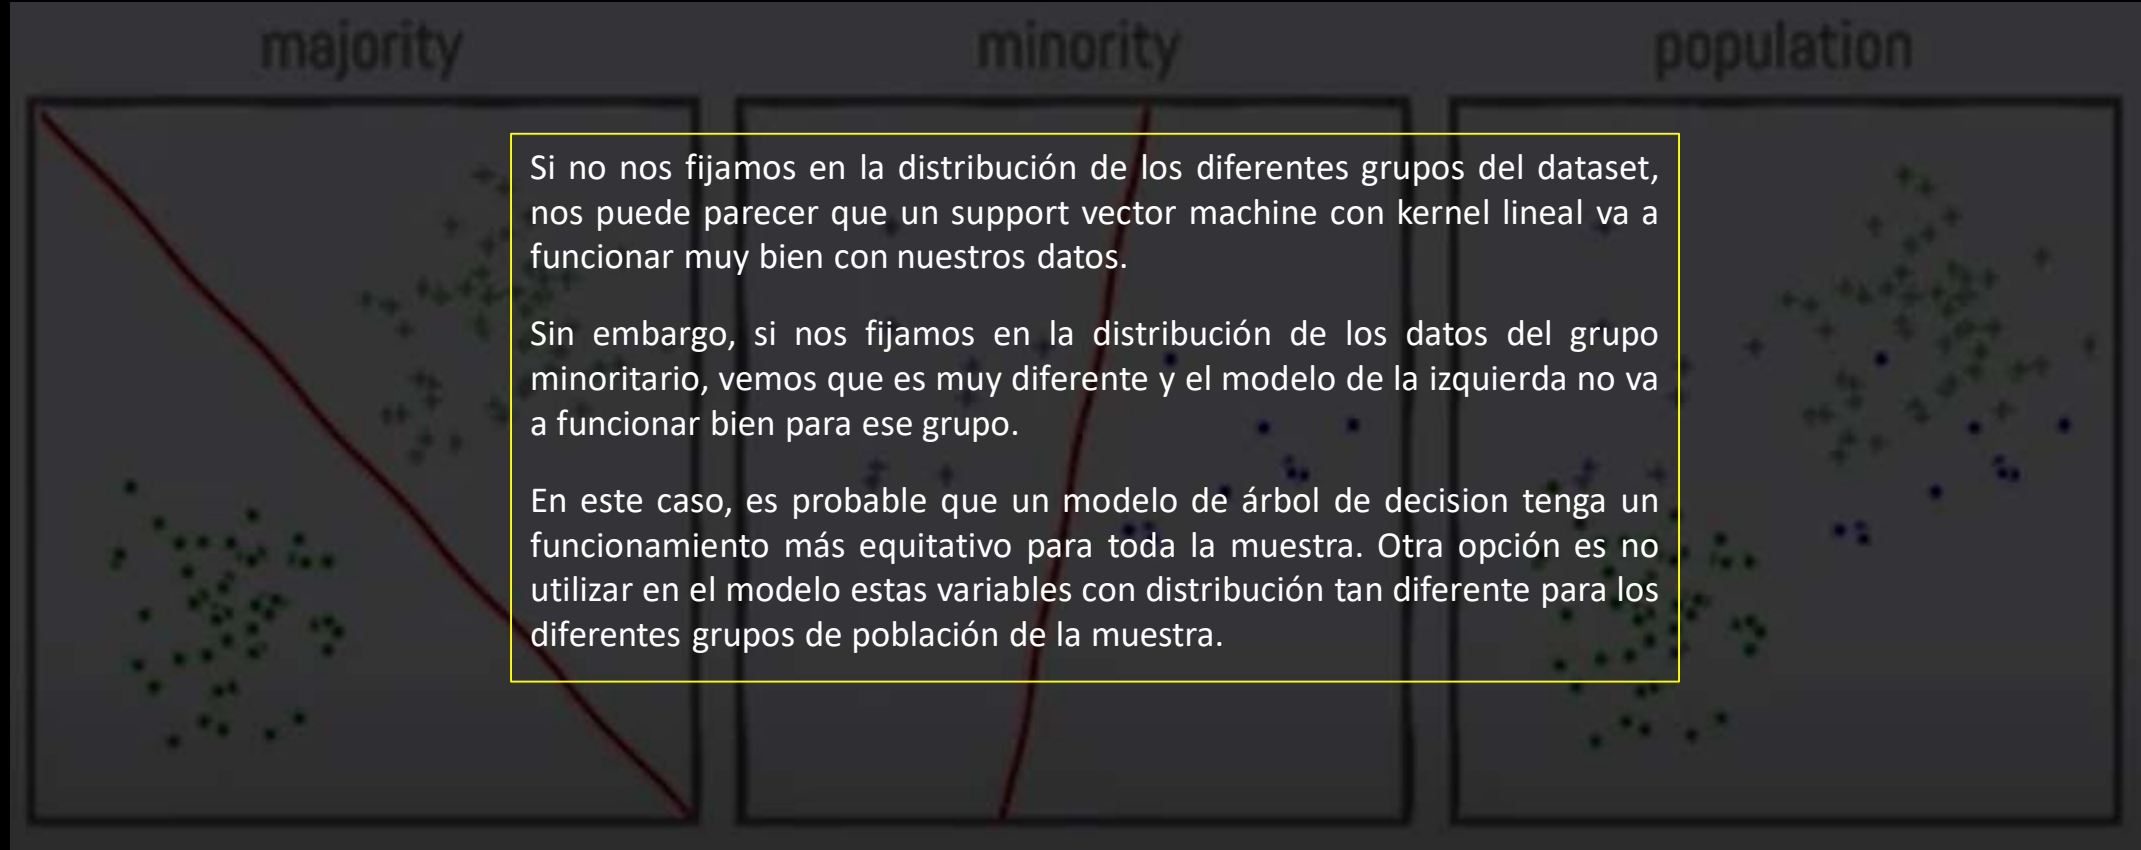 majority
minority
population
Si no nos fijamos en la distribución de los diferentes grupos del dataset,
nos puede parecer que un support vector machine con kernel lineal va a
funcionar muy bien con nuestros datos.
Sin embargo, si nos fijamos en la distribución de los datos del grupo
minoritario, vemos que es muy diferente y el modelo de la izquierda no va
a funcionar bien para ese grupo.
En este caso, es probable que un modelo de árbol de decision tenga un
funcionamiento más equitativo para toda la muestra. Otra opción es no
utilizar en el modelo estas variables con distribución tan diferente para los
diferentes grupos de población de la muestra.